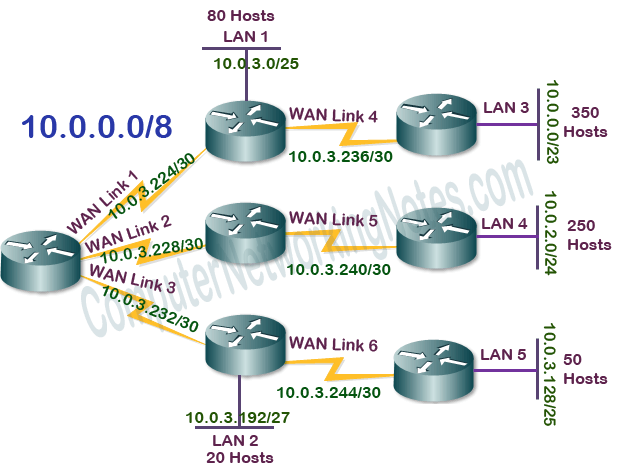 80 Hosts
LAN 1
10.0.3.0/25
10.0.0.0/8
WAN Link 1
10.0.3.224/30
WAN Link 4
10.0.3.236/30
LAN 3
10.0.0.0/23
350
Hosts
WAN Link 2
10.0.3.228/30
WAN Link 5
10.0.3.240/30
LAN 4
10.0.2.0/24
250
Hosts
WAN Link 3
10.0.3.232/30
WAN Link 6
10.0.3.244/30
LAN 5
10.0.3.128/25
50
Hosts
10.0.3.192/27
LAN 2
20 Hosts
ComputerNetworkingNotes.com